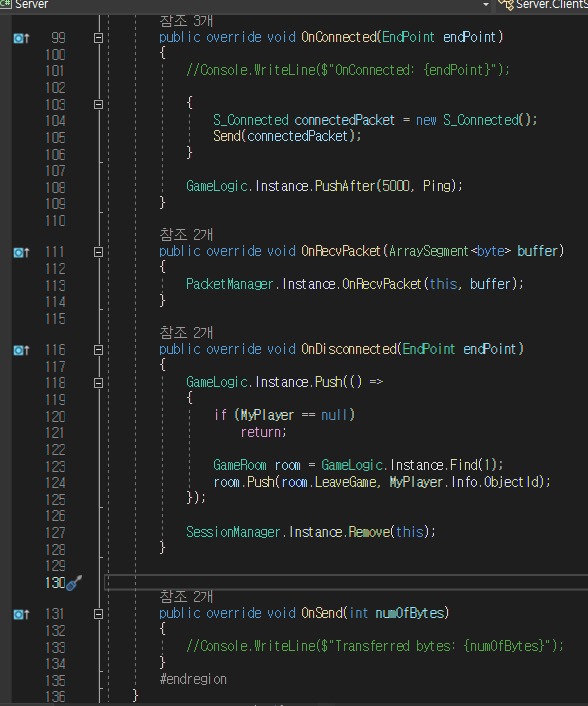 Server
Server.ClientS
참조 3개
99 public override void OnConnected(EndPoint endPoint)
100 {
101 //Console.WriteLine($"OnConnected: {endPoint}");
102
103 {
104 S_Connected connectedPacket = new S_Connected();
105 Send(connectedPacket);
106 }
107
108 GameLogic.Instance.PushAfter(5000, Ping);
109 }
110
참조 2개
111 public override void OnRecvPacket(ArraySegment<byte> buffer)
112 {
113 PacketManager.Instance.OnRecvPacket(this, buffer);
114 }
115
참조 2개
116 public override void OnDisconnected(EndPoint endPoint)
117 {
118 GameLogic.Instance.Push(() =>
119 {
120 if (MyPlayer == null)
121 return;
122
123 GameRoom room = GameLogic.Instance.Find(1);
124 room.Push(room.LeaveGame, MyPlayer.Info.ObjectId);
125 });
126
127 SessionManager.Instance.Remove(this);
128 }
129
130
참조 2개
131 public override void OnSend(int numOfBytes)
132 {
133 //Console.WriteLine($"Transferred bytes: {numOfBytes}");
134 }
135 #endregion
136 }